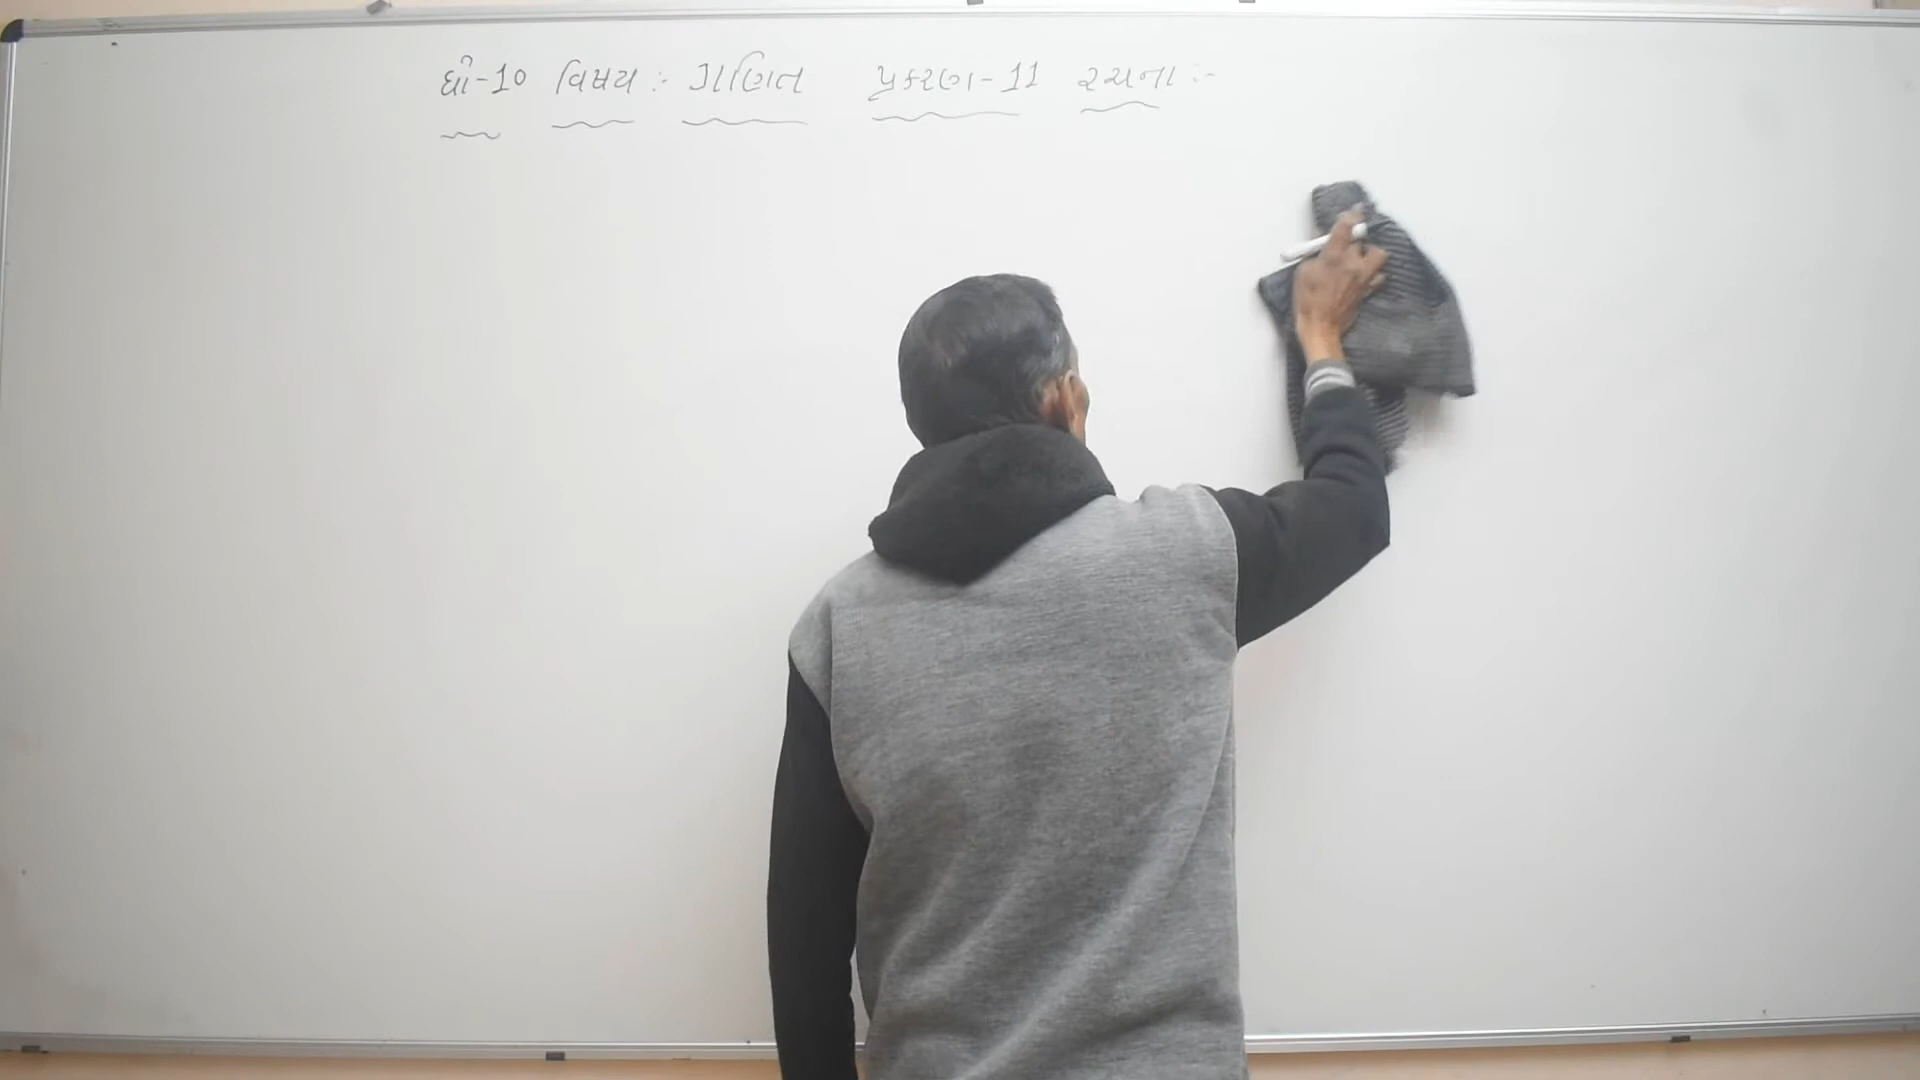 ધો-10 વિષય :- ગણિત પ્રકરણ-11 રચના :-